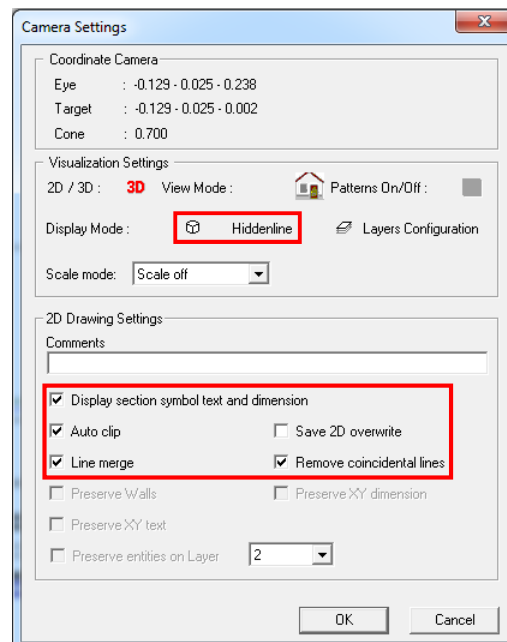 Camera Settings
Coordinate Camera
Eye : -0.129 - 0.025 - 0.238
Target : -0.129 - 0.025 - 0.002
Cone : 0.700
Visualization Settings
2D / 3D : 3D View Mode : Patterns On/Off :
Display Mode : Hiddenline Layers Configuration
Scale mode: Scale off
2D Drawing Settings
Comments
Display section symbol text and dimension
Auto clip Save 2D overwrite
Line merge Remove coincidental lines
Preserve Walls Preserve XY dimension
Preserve XY text
Preserve entities on Layer 2
OK Cancel